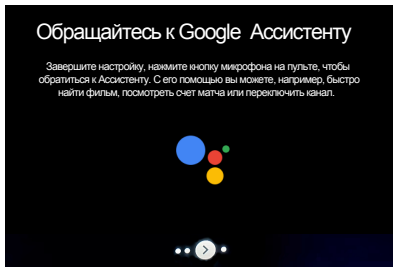 Обращайтесь к Google Ассистенту
Завершите настройку, нажмите кнопку микрофона на пульте, чтобы
обратиться к Ассистенту. С его помощью вы можете, например, быстро
найти фильм, посмотреть счет матча или переключить канал.